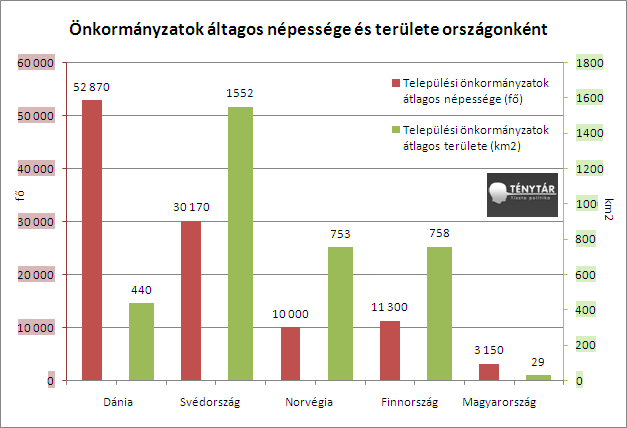 Önkormányzatok áltagos népessége és területe országonként
60 000
50 000
40 000
30 000
20 000
10 000
0
fő
1800
1600
1400
1200
1000
800
600
400
200
0
km2
52 870
440
30 170
1552
10 000
753
11 300
758
3 150
29
Települési önkormányzatok
átlagos népessége (fő)
Települési önkormányzatok
átlagos területe (km2)
TÉNYTÁR
tiszta politika
Dánia
Svédország
Norvégia
Finnország
Magyarország